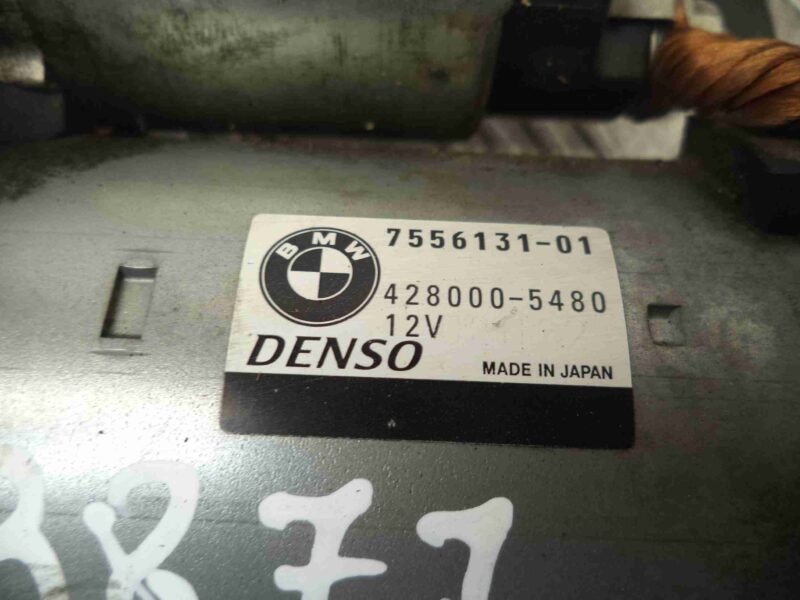 BMW
7556131-01
428000-5480
12V
DENSO
MADE IN JAPAN